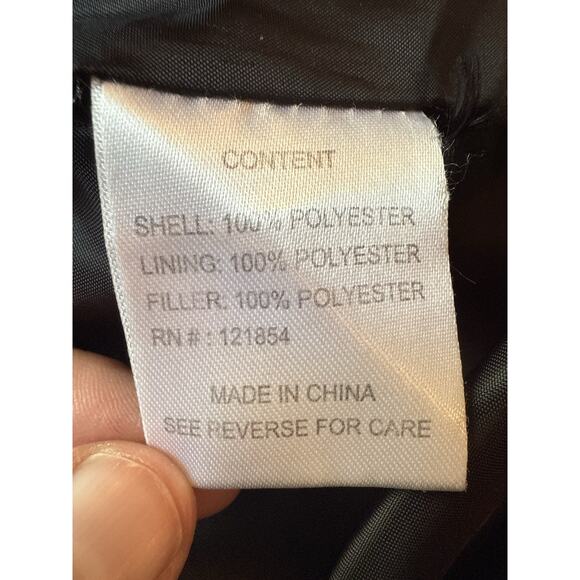 CONTENT
SHELL: 100% POLYESTER
LINING: 100% POLYESTER
FILLER: 100% POLYESTER
RN # : 121854
MADE IN CHINA
SEE REVERSE FOR CARE